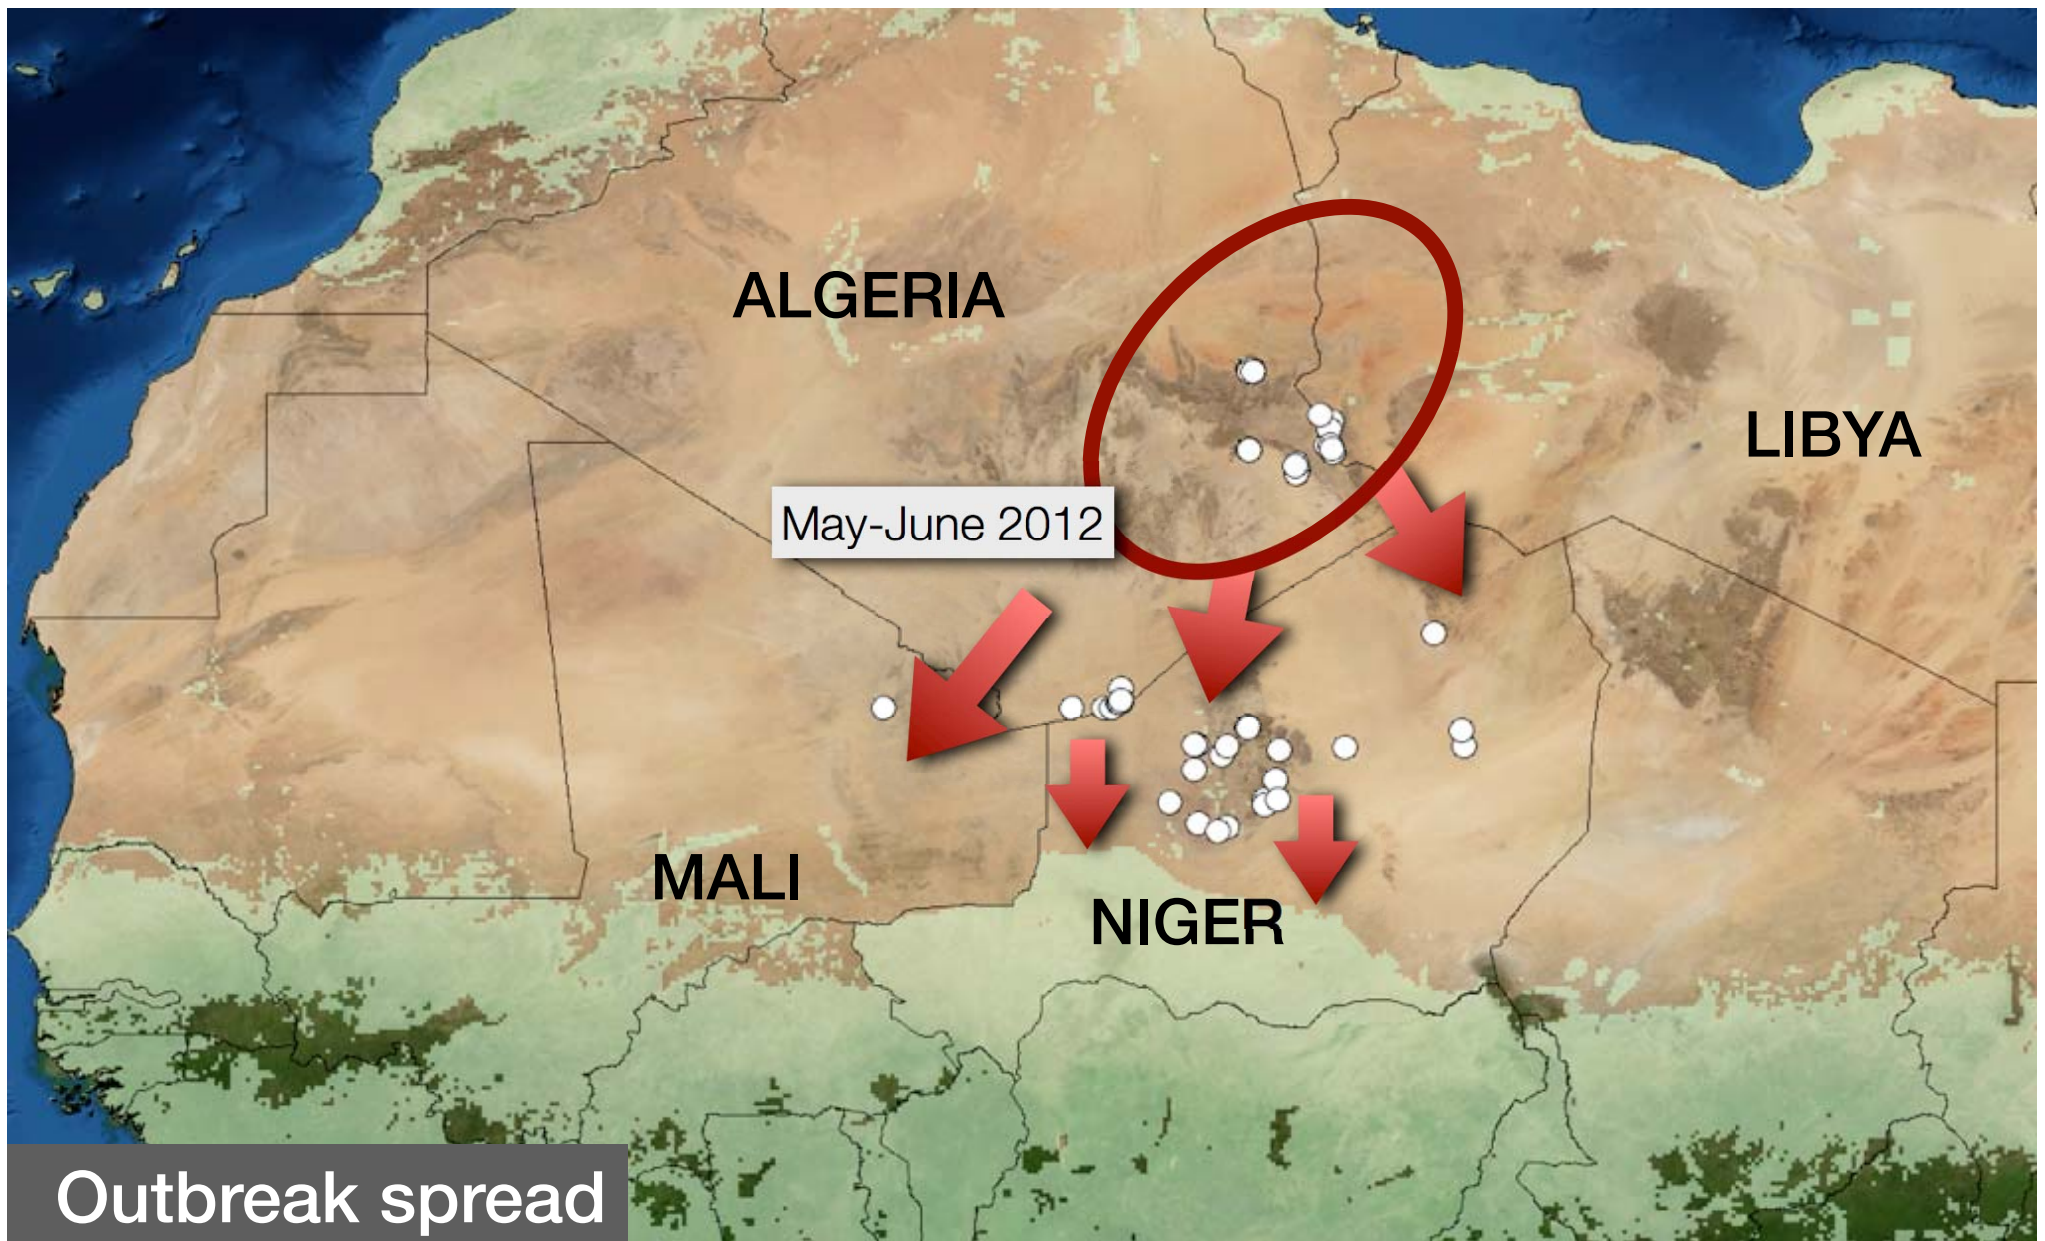 ALGERIA
LIBYA
May-June 2012
MALI
NIGER
Outbreak spread